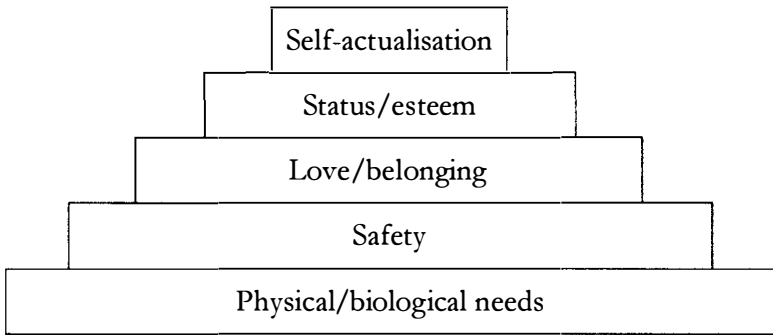 Self-actualisation
Status/esteem
Love/belonging
Safety
Physical/biological needs